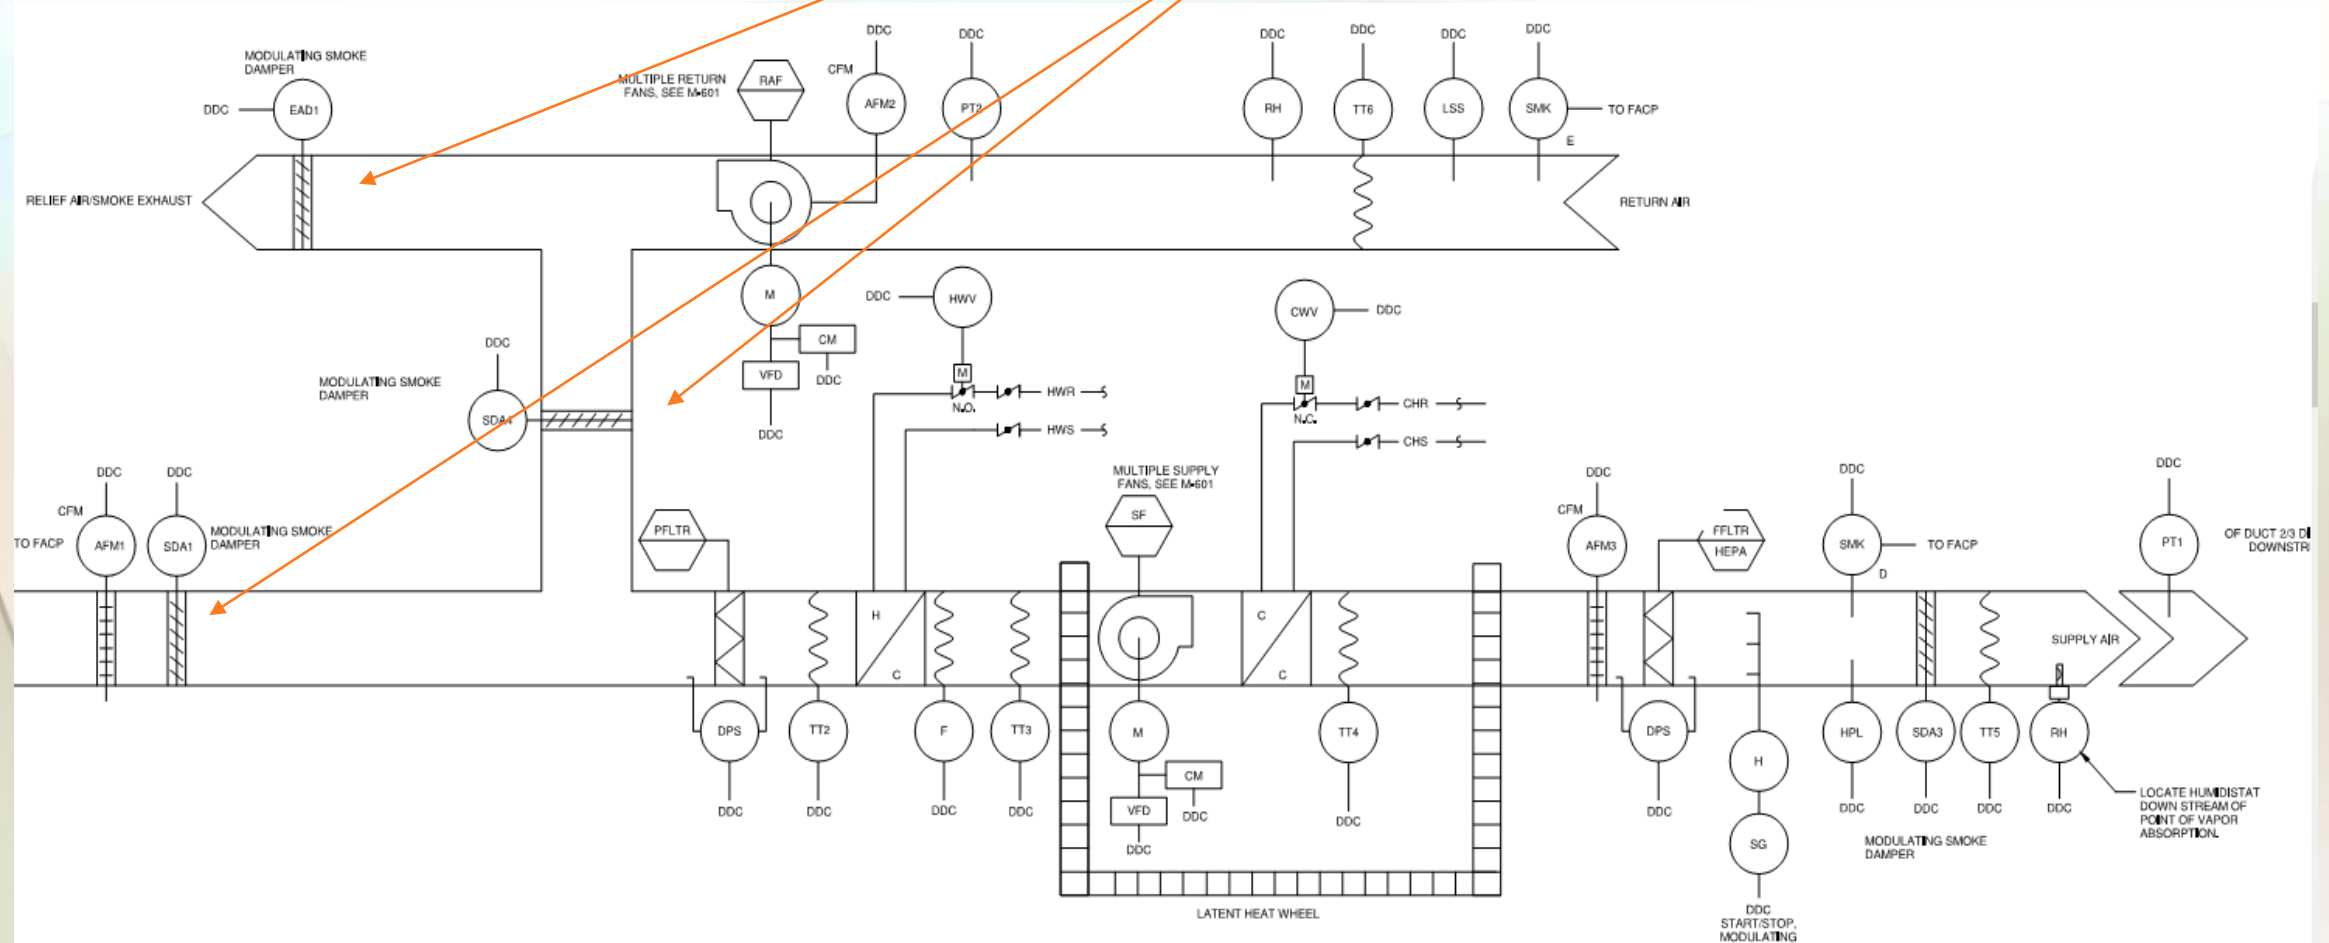 DDC
DDC
DDC
DDC
DDC
DDC
MODULATING SMOKE
DAMPER
MULTIPLE RETURN
FANS, SEE M-601
RAF
CFM
AFM2
PT2
RH
TT6
LSS
SMK
TO FACP
DDC
EAD1
E
RELIEF AIR/SMOKE EXHAUST
RETURN AIR
M
DDC
HWV
CWV
DDC
CM
DDC
VFD
DDC
DDC
MODULATING SMOKE
DAMPER
SDA4
M
N.O.
HWR
HWS
M
N.C.
CHR
CHS
DDC
DDC
CFM
TO FACP
AFM1
SDA1
MODULATING SMOKE
DAMPER
PFLTR
MULTIPLE SUPPLY
FANS, SEE M-601
SF
DDC
CFM
AFM3
FFLTR
HEPA
DDC
SMK
TO FACP
D
DDC
PT1
OF DUCT 2/3 DI
DOWNSTRI
H
C
C
C
SUPPLY AIR
DPS
TT2
F
TT3
M
TT4
DPS
H
HPL
SDA3
TT5
RH
DDC
DDC
DDC
DDC
CM
DDC
VFD
DDC
DDC
DDC
DDC
DDC
DDC
DDC
LOCATE HUMIDISTAT
DOWN STREAM OF
POINT OF VAPOR
ABSORPTION.
SG
MODULATING SMOKE
DAMPER
LATENT HEAT WHEEL
DDC
START/STOP,
MODULATING